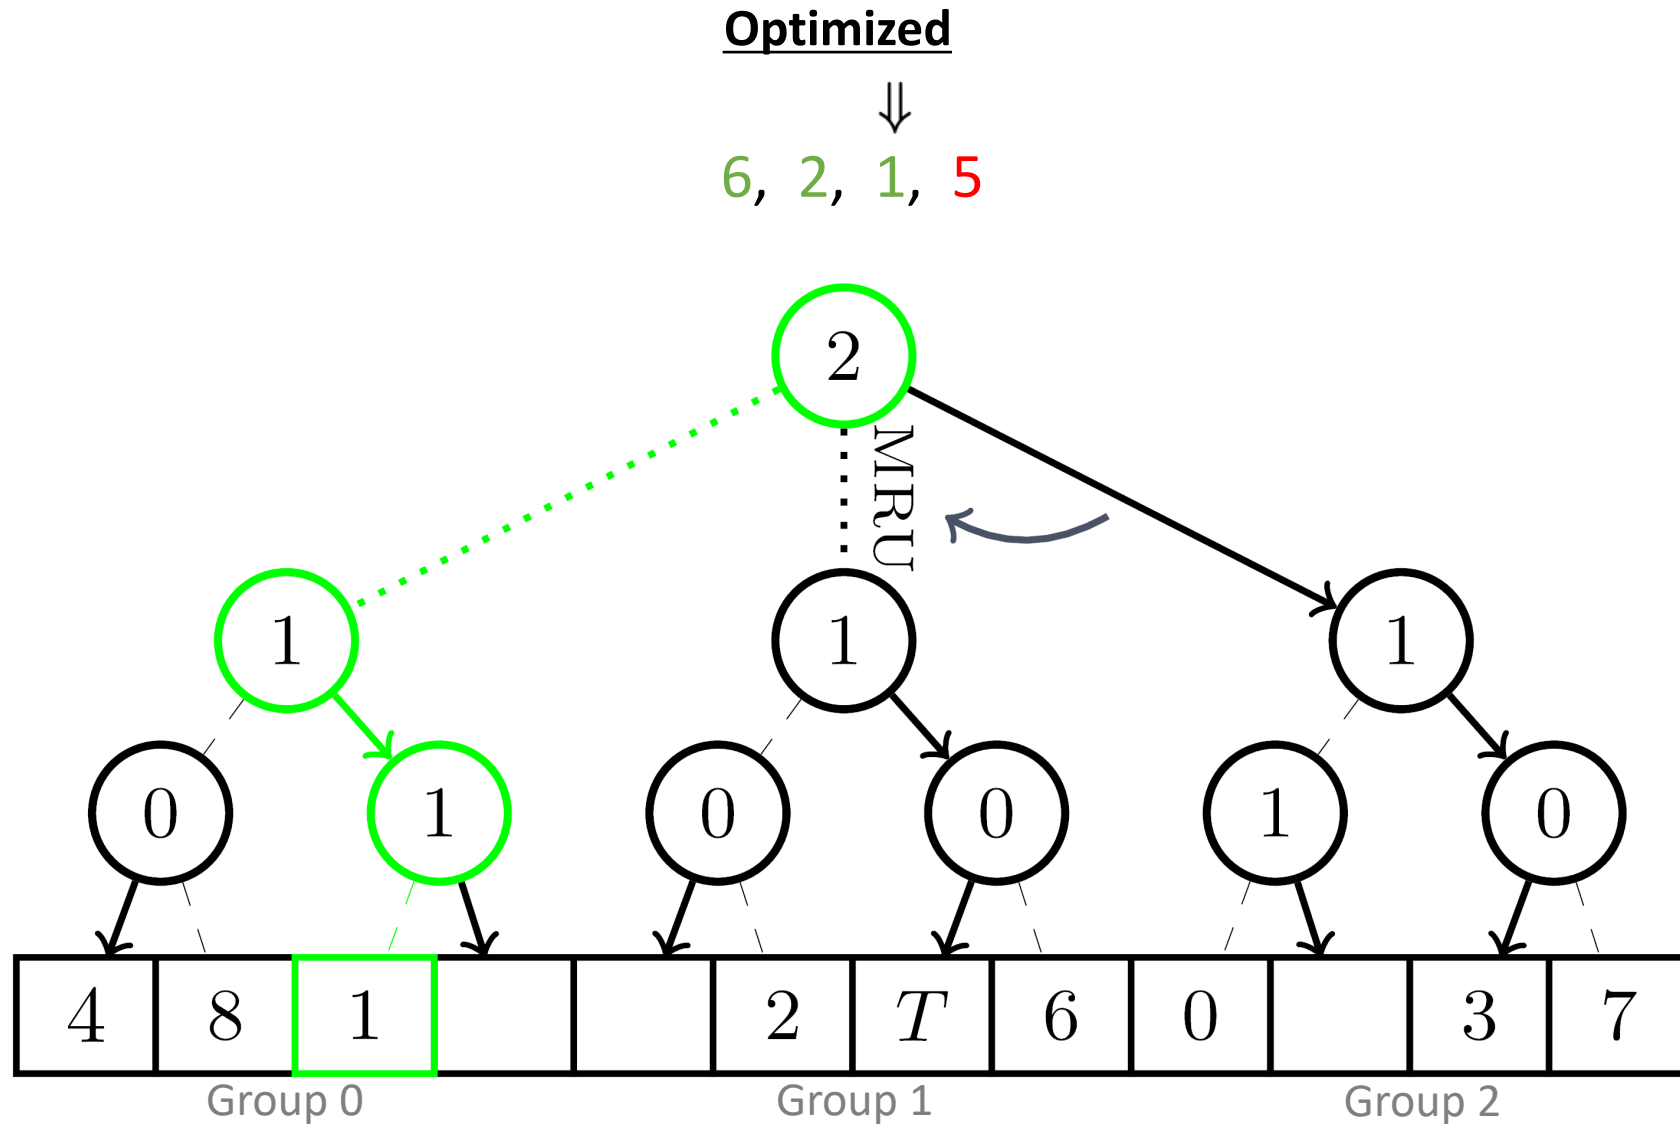 Optimized
⇓
6, 2, 1, 5
2
MRU
1 1 1
0 1 0 0 1 0
4 8 1 2 T 6 0 3 7
Group 0 Group 1 Group 2